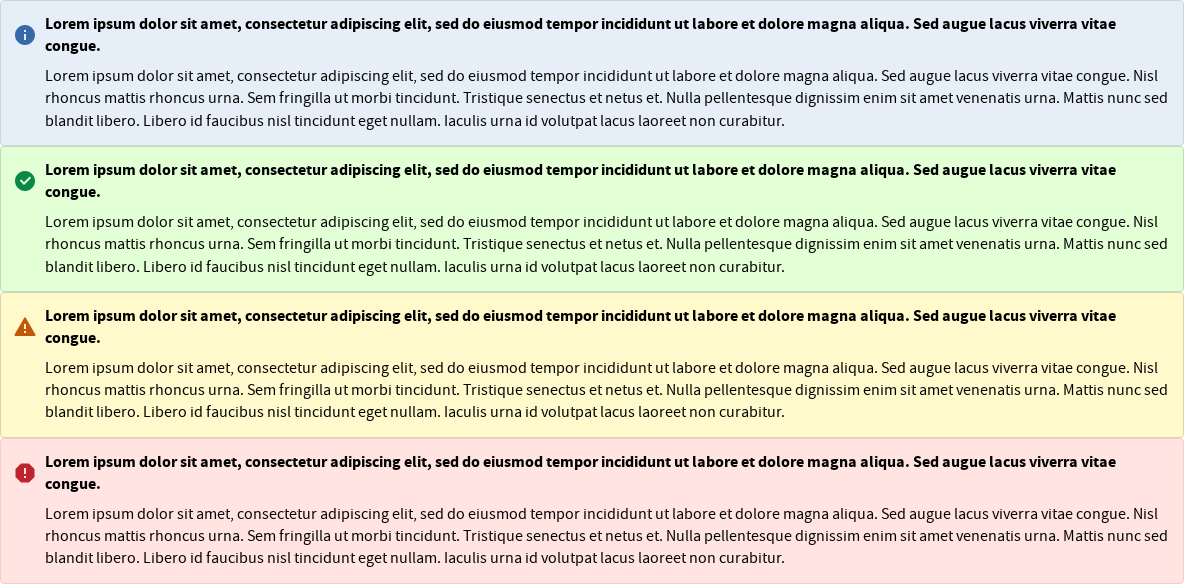 Lorem ipsum dolor sit amet, consectetur adipiscing elit, sed do eiusmod tempor incididunt ut labore et dolore magna aliqua. Sed augue lacus viverra vitae
congue.
Lorem ipsum dolor sit amet, consectetur adipiscing elit, sed do eiusmod tempor incididunt ut labore et dolore magna aliqua. Sed augue lacus viverra vitae congue. Nisl
rhoncus mattis rhoncus urna. Sem fringilla ut morbi tincidunt. Tristique senectus et netus et. Nulla pellentesque dignissim enim sit amet venenatis urna. Mattis nunc sed
blandit libero. Libero id faucibus nisl tincidunt eget nullam. Iaculis urna id volutpat lacus laoreet non curabitur.
Lorem ipsum dolor sit amet, consectetur adipiscing elit, sed do eiusmod tempor incididunt ut labore et dolore magna aliqua. Sed augue lacus viverra vitae
congue.
Lorem ipsum dolor sit amet, consectetur adipiscing elit, sed do eiusmod tempor incididunt ut labore et dolore magna aliqua. Sed augue lacus viverra vitae congue. Nisl
rhoncus mattis rhoncus urna. Sem fringilla ut morbi tincidunt. Tristique senectus et netus et. Nulla pellentesque dignissim enim sit amet venenatis urna. Mattis nunc sed
blandit libero. Libero id faucibus nisl tincidunt eget nullam. Iaculis urna id volutpat lacus laoreet non curabitur.
Lorem ipsum dolor sit amet, consectetur adipiscing elit, sed do eiusmod tempor incididunt ut labore et dolore magna aliqua. Sed augue lacus viverra vitae
congue.
Lorem ipsum dolor sit amet, consectetur adipiscing elit, sed do eiusmod tempor incididunt ut labore et dolore magna aliqua. Sed augue lacus viverra vitae congue. Nisl
rhoncus mattis rhoncus urna. Sem fringilla ut morbi tincidunt. Tristique senectus et netus et. Nulla pellentesque dignissim enim sit amet venenatis urna. Mattis nunc sed
blandit libero. Libero id faucibus nisl tincidunt eget nullam. Iaculis urna id volutpat lacus laoreet non curabitur.
Lorem ipsum dolor sit amet, consectetur adipiscing elit, sed do eiusmod tempor incididunt ut labore et dolore magna aliqua. Sed augue lacus viverra vitae
congue.
Lorem ipsum dolor sit amet, consectetur adipiscing elit, sed do eiusmod tempor incididunt ut labore et dolore magna aliqua. Sed augue lacus viverra vitae congue. Nisl
rhoncus mattis rhoncus urna. Sem fringilla ut morbi tincidunt. Tristique senectus et netus et. Nulla pellentesque dignissim enim sit amet venenatis urna. Mattis nunc sed
blandit libero. Libero id faucibus nisl tincidunt eget nullam. Iaculis urna id volutpat lacus laoreet non curabitur.